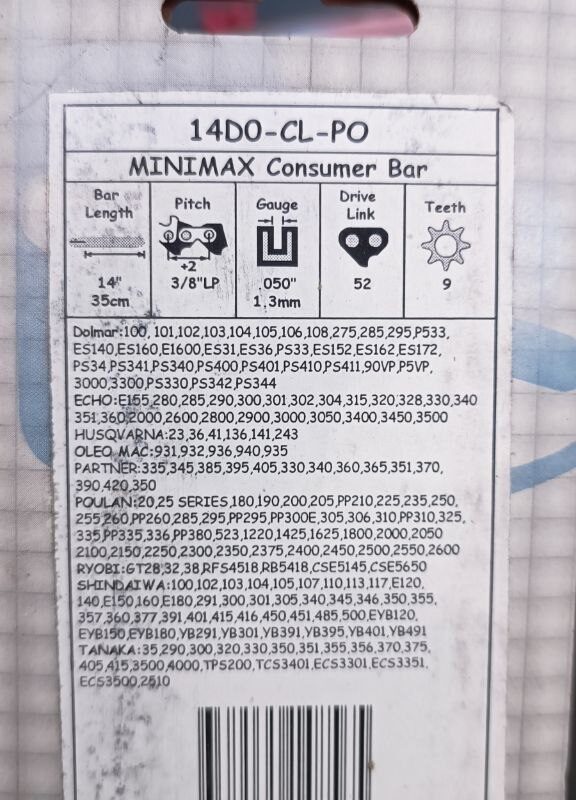 14D0-CL-PO
MINIMAX Consumer Bar
Bar Length
Pitch
Gauge
Drive Link
Teeth
+2
14" 35cm
3/8"LP
.050" 1.3mm
52
9
Dolmar:100, 101,102,103,104,105,106,108,275,285,295,P533,
ES140,ES160,E1600,ES31,ES36,PS33,ES152,ES162,ES172,
PS34,PS341,PS340,PS400,PS401,PS410,PS411,90VP,P5VP,
3000,3300,PS330,PS342,PS344
ECHO:E155,280,285,290,300,301,302,304,315,320,328,330,340
351,360,2000,2600,2800,2900,3000,3050,3400,3450,3500
HUSQVARNA:23,36,41,136,141,243
OLEO MAC:931,932,936,940,935
PARTNER:335,345,385,395,405,330,340,360,365,351,370,
390,420,350
POULAN:20,25 SERIES,180,190,200,205,PP210,225,235,250,
255,260,PP260,285,295,PP295,PP300E,305,306,310,PP310,325,
335,PP335,336,PP380,523,1220,1425,1625,1800,2000,2050
2100,2150,2250,2300,2350,2375,2400,2450,2500,2550,2600
RYOBI:GT28,32,38,RFS4518,RB5418,CSE5145,CSE5650
SHINDAIWA:100,102,103,104,105,107,110,113,117,E120,
140,E150,160,E180,291,300,301,305,340,345,346,350,355,
357,360,377,391,401,415,416,450,451,485,500,EYB120,
EYB150,EYB180,YB291,YB301,YB391,YB395,YB401,YB491
TANAKA:35,290,300,320,330,350,351,355,356,370,375,
405,415,3500,4000,TPS200,TCS3401,ECS3301,ECS3351,
ECS3500,2510